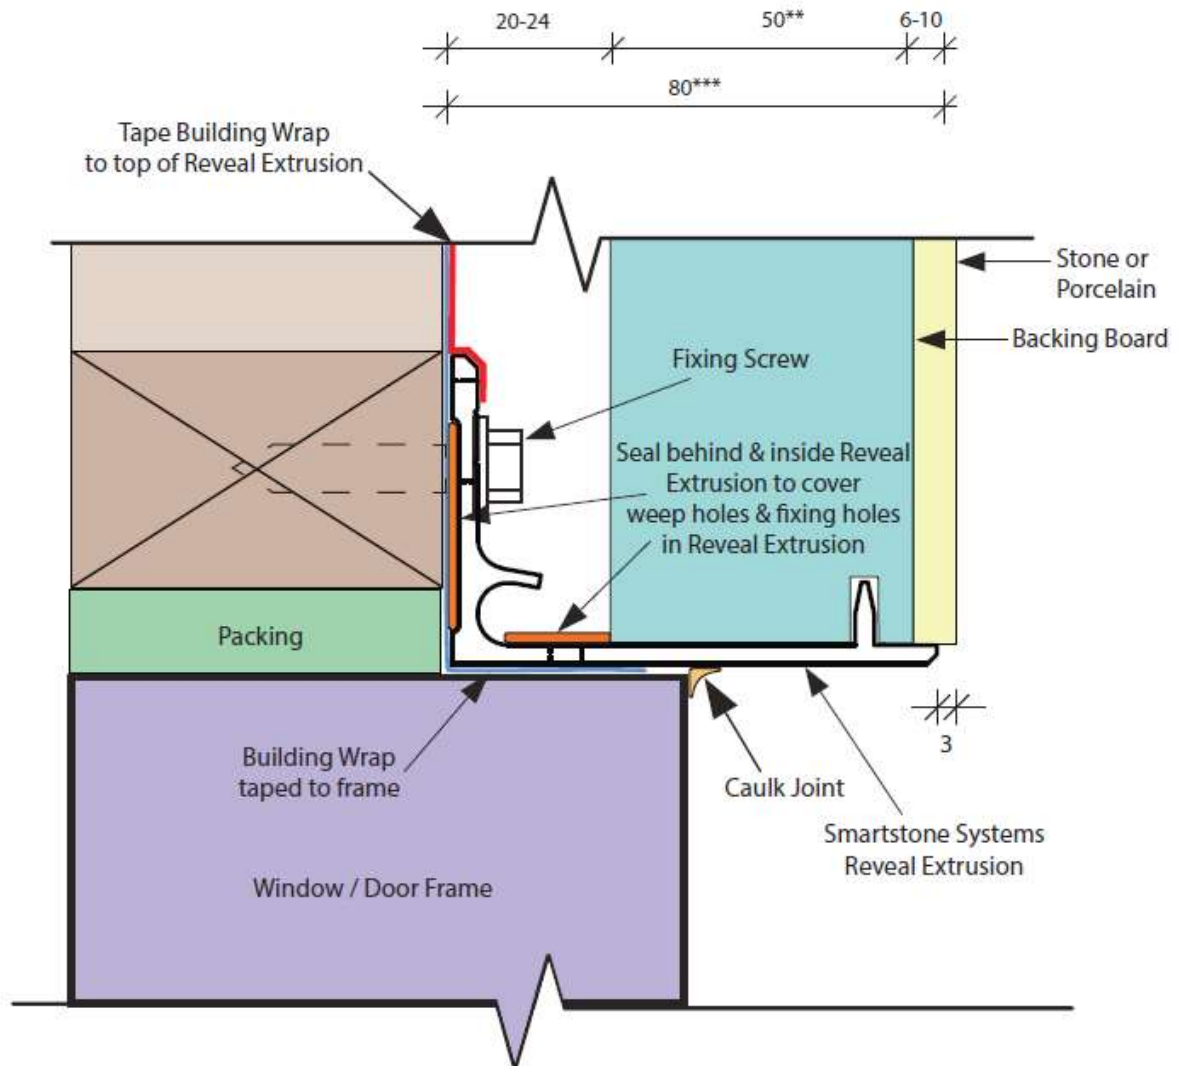 20-24
50**
6-10
80***
Tape Building Wrap
to top of Reveal Extrusion
Stone or
Porcelain
Backing Board
Fixing Screw
Seal behind & inside Reveal
Extrusion to cover
weep holes & fixing holes
in Reveal Extrusion
Packing
3
Building Wrap
taped to frame
Caulk Joint
Smartstone Systems
Reveal Extrusion
Window / Door Frame